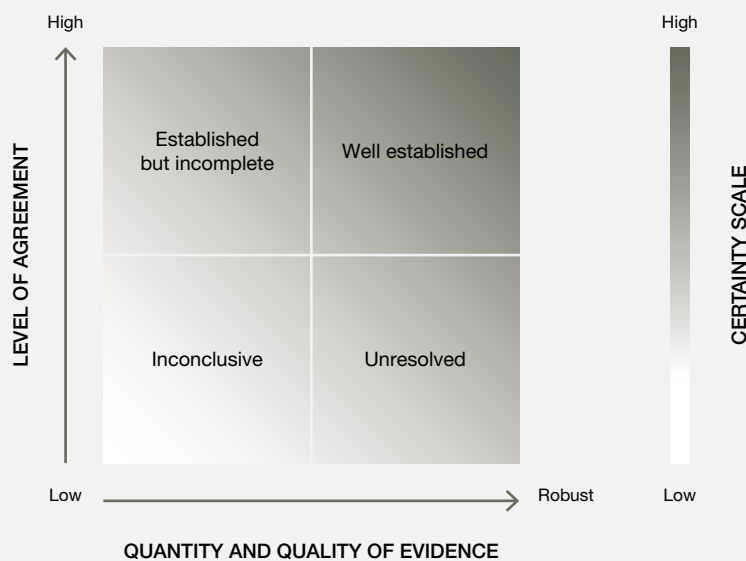 High
High
LEVEL OF AGREEMENT
Established
but incomplete
Well established
CERTAINTY SCALE
Inconclusive
Unresolved
Low
Robust
Low
QUANTITY AND QUALITY OF EVIDENCE